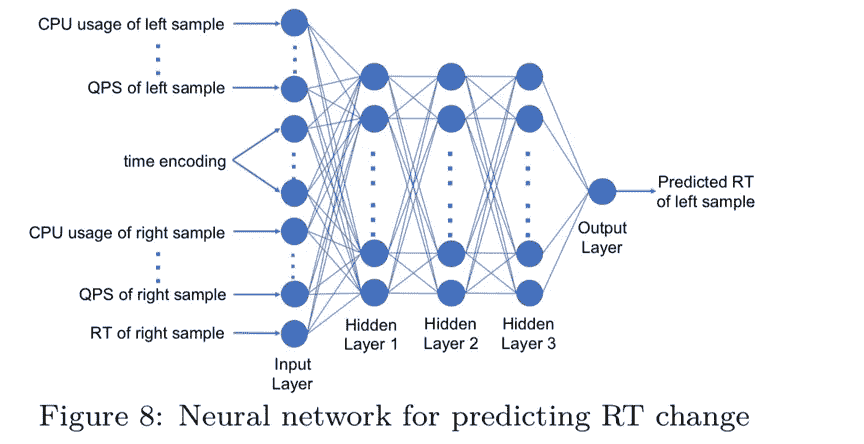 CPU usage of left sample
QPS of left sample
time encoding
CPU usage of right sample
QPS of right sample
RT of right sample
Input
Layer
Hidden
Layer 1
Hidden
Layer 2
Hidden
Layer 3
Output
Layer
Predicted RT
of left sample
Figure 8: Neural network for predicting RT change